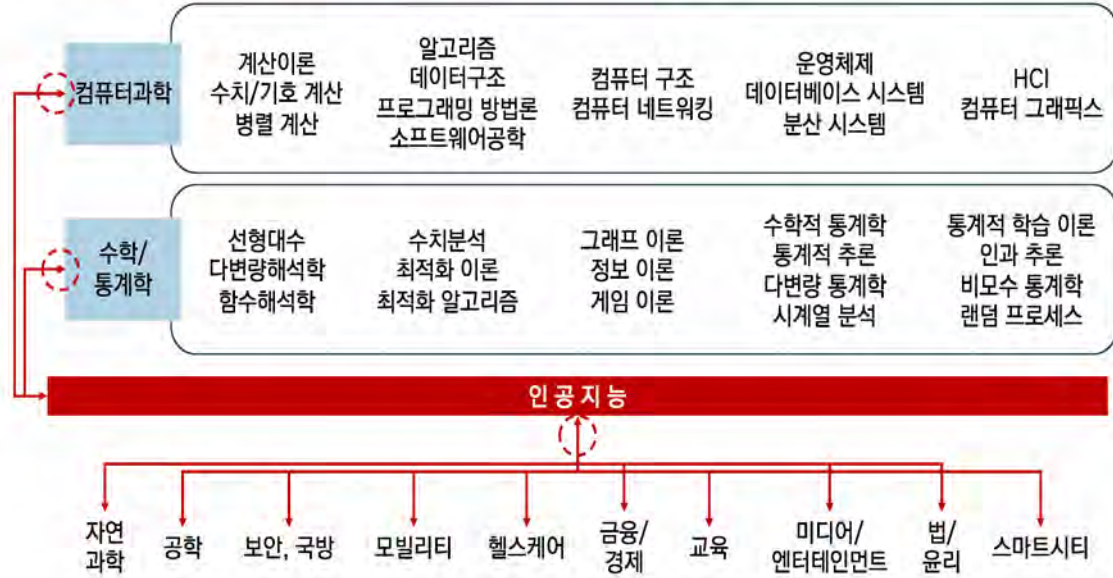 컴퓨터과학
계산이론
수치/기호 계산
병렬 계산
알고리즘
데이터구조
프로그래밍 방법론
소프트웨어공학
컴퓨터 구조
컴퓨터 네트워킹
운영체제
데이터베이스 시스템
분산 시스템
HCI
컴퓨터 그래픽스
수학/
통계학
선형대수
다변량해석학
함수해석학
수치분석
최적화 이론
최적화 알고리즘
그래프 이론
정보 이론
게임 이론
수학적 통계학
통계적 추론
다변량 통계학
시계열 분석
통계적 학습 이론
인과 추론
비모수 통계학
랜덤 프로세스
인공지능
자연
과학
공학
보안, 국방
모빌리티
헬스케어
금융/
경제
교육
미디어/
엔터테인먼트
법/
윤리
스마트시티